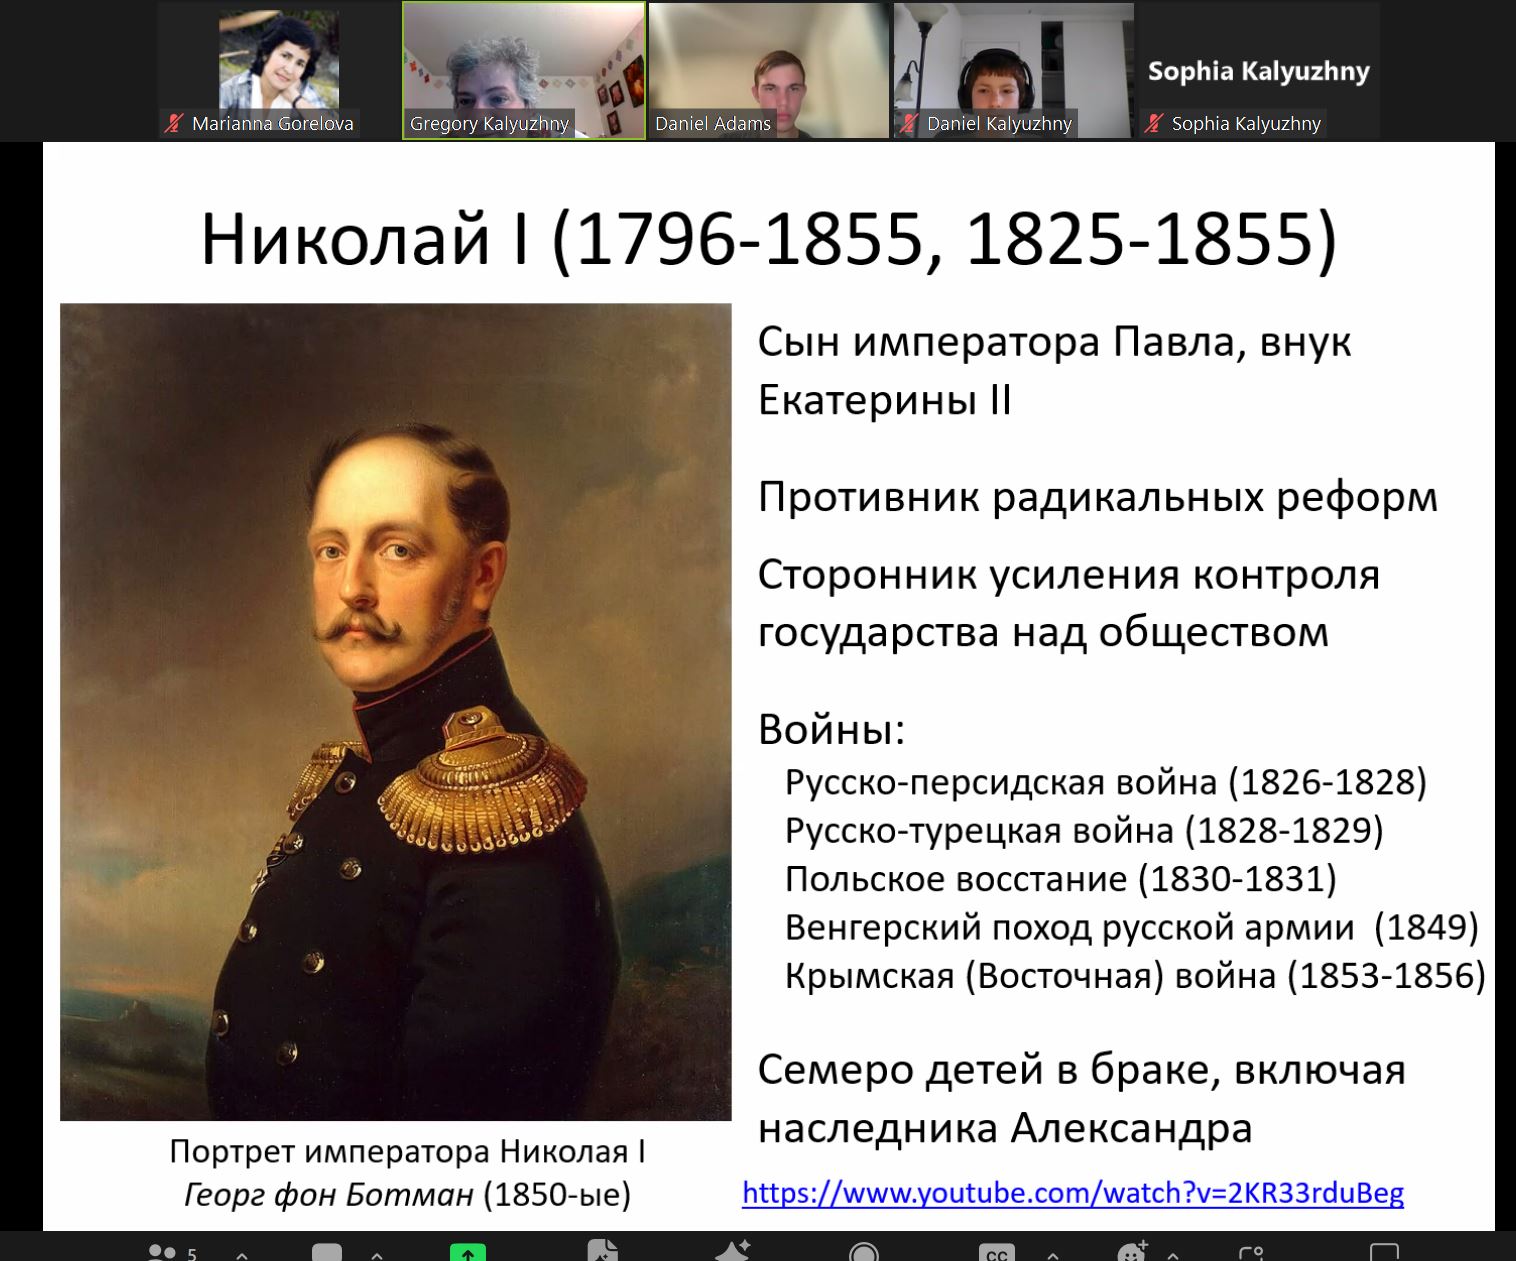 Sophia Kalyuzhny
Marianna Gorelova
Gregory Kalyuzhny
Daniel Adams
Daniel Kalyuzhny
Sophia Kalyuzhny
Николай I (1796-1855, 1825-1855)
Сын императора Павла, внук
Екатерины II
Противник радикальных реформ
Сторонник усиления контроля
государства над обществом
Войны:
Русско-персидская война (1826-1828)
Русско-турецкая война (1828-1829)
Польское восстание (1830-1831)
Венгерский поход русской армии (1849)
Крымская (Восточная) война (1853-1856)
Семеро детей в браке, включая
наследника Александра
Портрет императора Николая I
Георг фон Ботман (1850-ые)
https://www.youtube.com/watch?v=2KR33rduBeg
5
CC